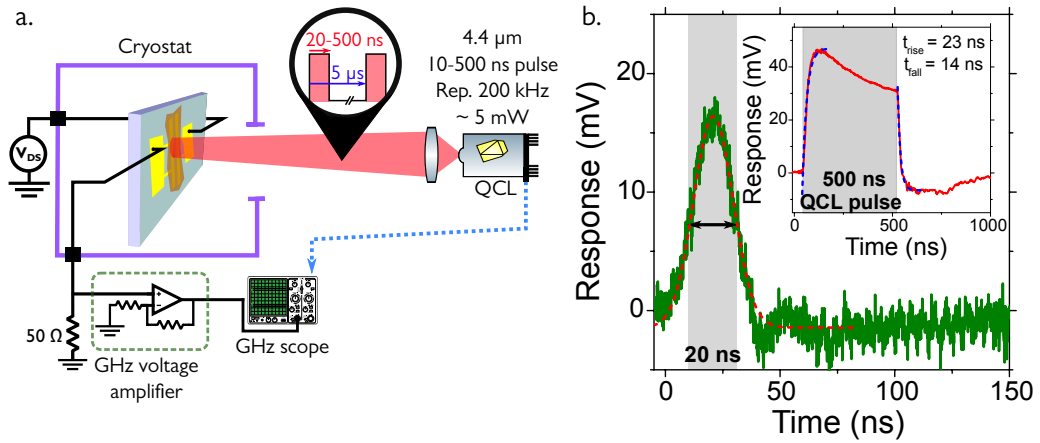 a.
Cryostat
20-500 ns
5 µs
4.4 µm
10-500 ns pulse
Rep. 200 kHz
~ 5 mW
V_DS
QCL
+
-
50 Ω
GHz voltage
amplifier
GHz scope
b.
Response (mV)
20
10
0
20 ns
0
50
100
150
Time (ns)
Response (mV)
40
20
0
t_rise = 23 ns
t_fall = 14 ns
500 ns
QCL pulse
0
500
1000
Time (ns)